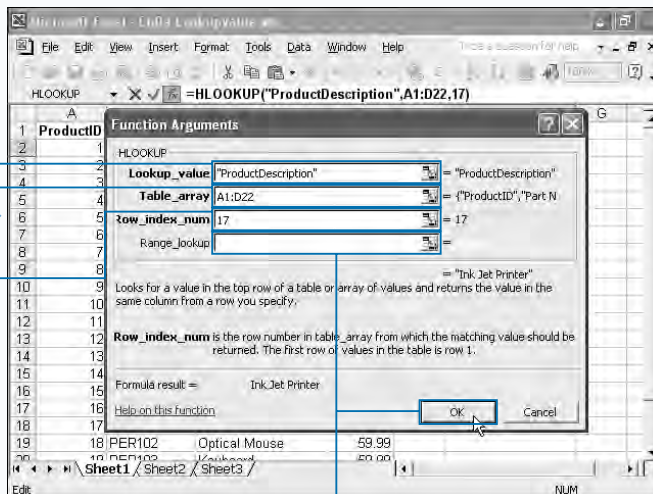 Microsoft Excel - Ch03 LookupValue.xls
File Edit View Insert Format Tools Data Window Help
Type a question for help
HLOOKUP =HLOOKUP("ProductDescription",A1:D22,17)
A G
1 ProductID
2 1
3 2
4 3
5 4
6 5
7 6
8 7
9 8
10 9
11 10
12 11
13 12
14 13
15 14
16 15
17 16
18 17
19 18 PER102 Optical Mouse 59.99
Function Arguments
HLOOKUP
Lookup_value "ProductDescription" = "ProductDescription"
Table_array A1:D22 = {"ProductID","Part N
Row_index_num 17 = 17
Range_lookup =
= "Ink Jet Printer"
Looks for a value in the top row of a table or array of values and returns the value in the
same column from a row you specify.
Row_index_num is the row number in table_array from which the matching value should be
returned. The first row of values in the table is row 1.
Formula result = Ink Jet Printer
Help on this function
OK Cancel
Sheet1 Sheet2 Sheet3
Edit NUM